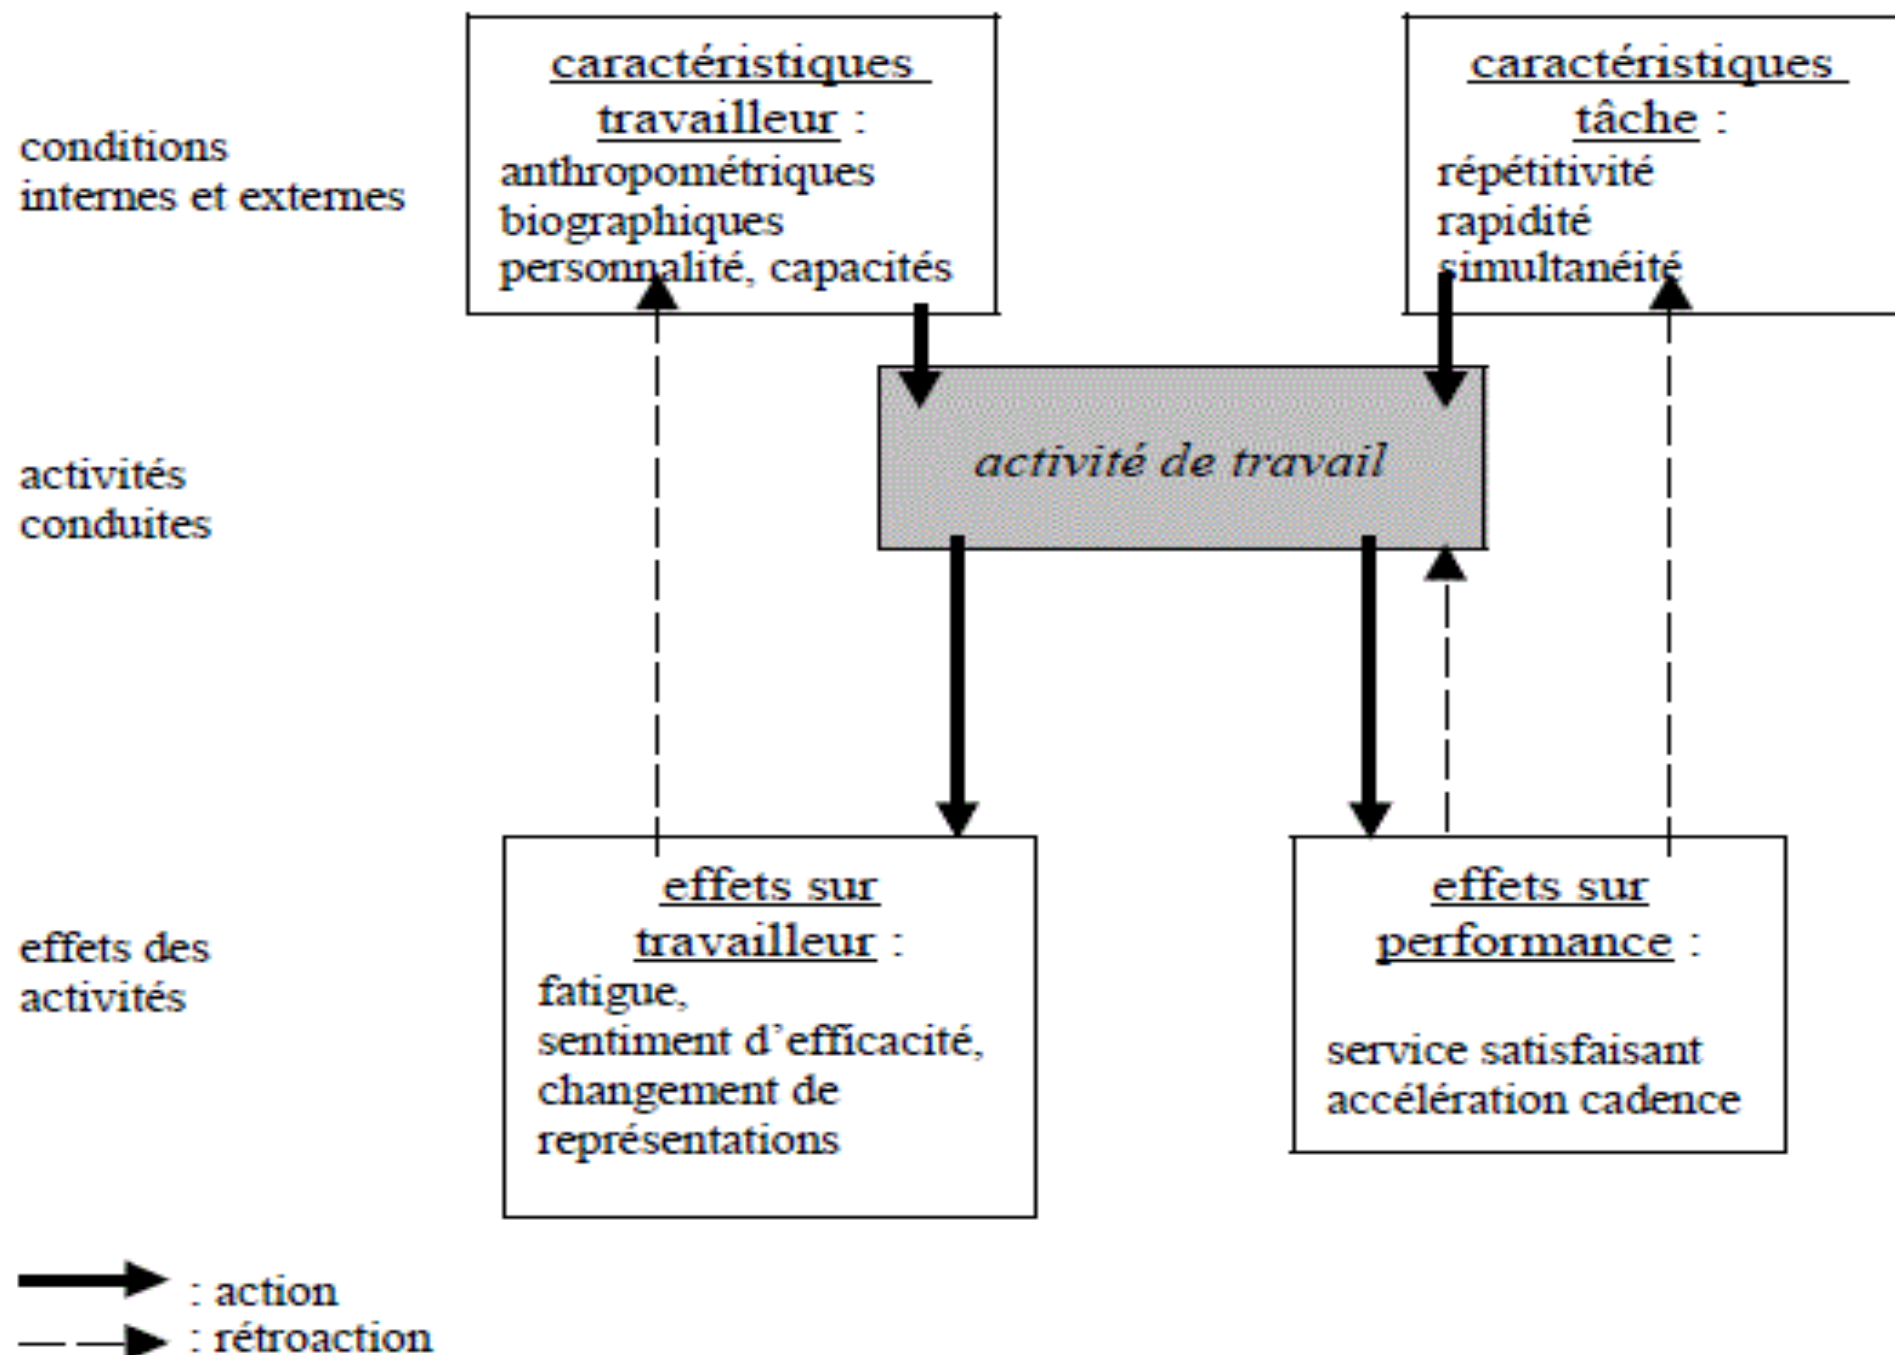 caractéristiques
travailleur :
anthropométriques
biographiques
personnalité, capacités
caractéristiques
tâche :
répétitivité
rapidité
simultanéité
conditions
internes et externes
activité de travail
activités
conduites
effets sur
travailleur :
fatigue,
sentiment d’efficacité,
changement de
représentations
effets sur
performance :
service satisfaisant
accélération cadence
effets des
activités
: action
: rétroaction